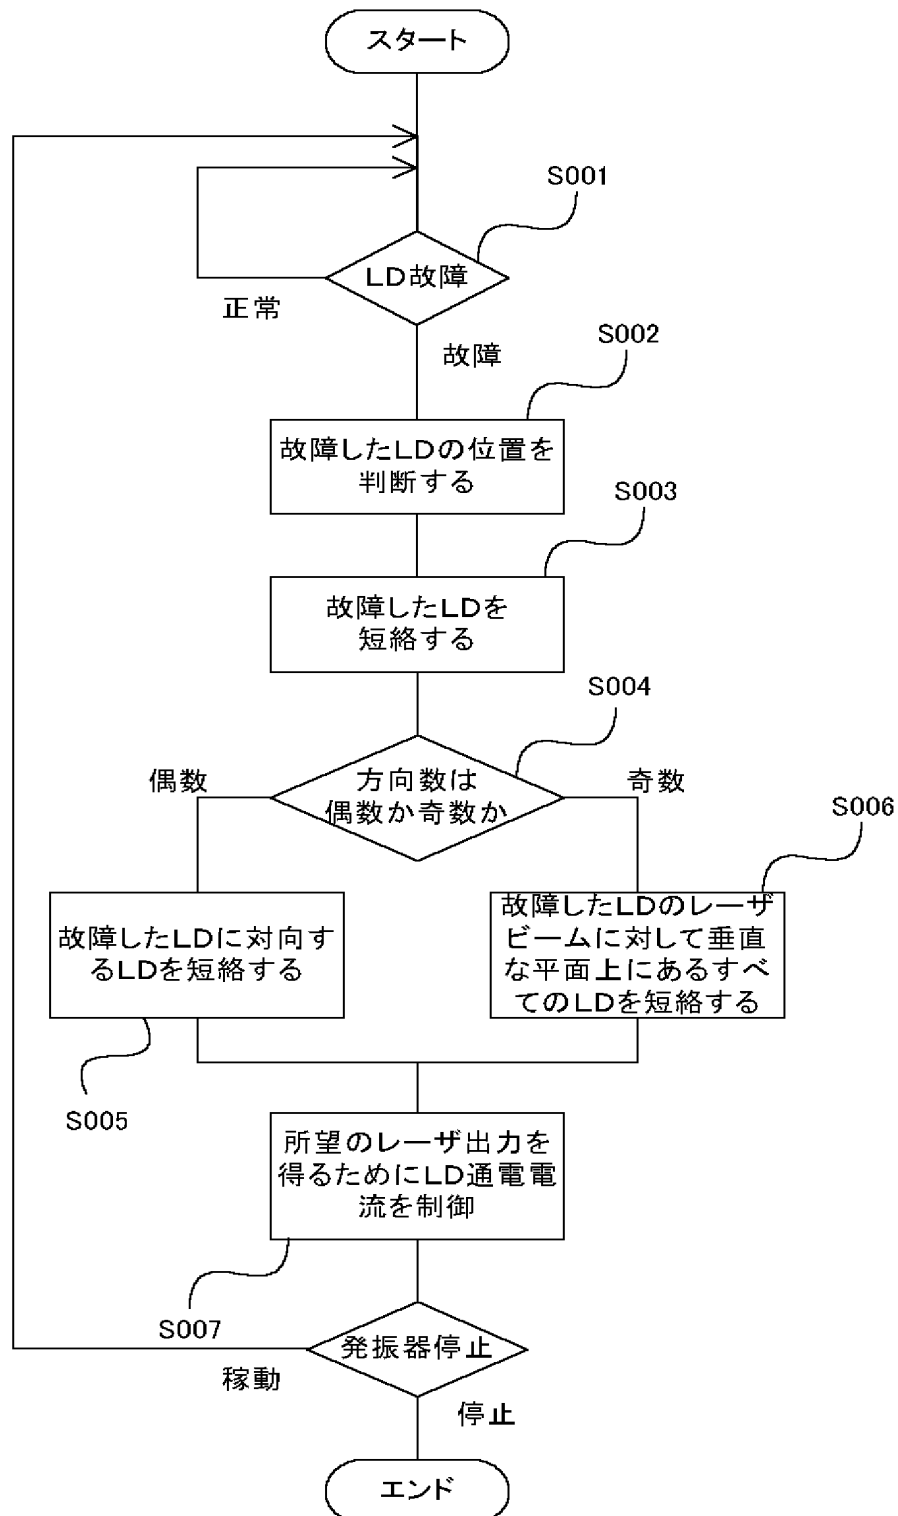 スタート
S001
LD故障
正常
故障
S002
故障したLDの位置を
判断する
S003
故障したLDを
短絡する
S004
方向数は
偶数か奇数か
偶数
奇数
S006
故障したLDに対向す
るLDを短絡する
故障したLDのレーザ
ビームに対して垂直
な平面上にあるすべ
てのLDを短絡する
S005
所望のレーザ出力を
得るためにLD通電電
流を制御
S007
発振器停止
稼動
停止
エンド